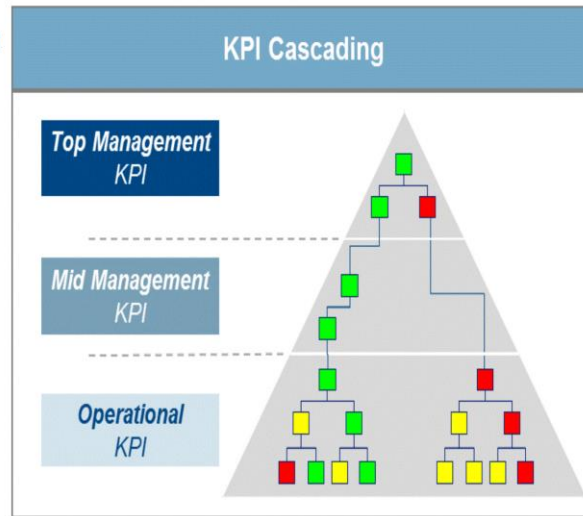 KPI Cascading
Top Management
KPI
Mid Management
KPI
Operational
KPI